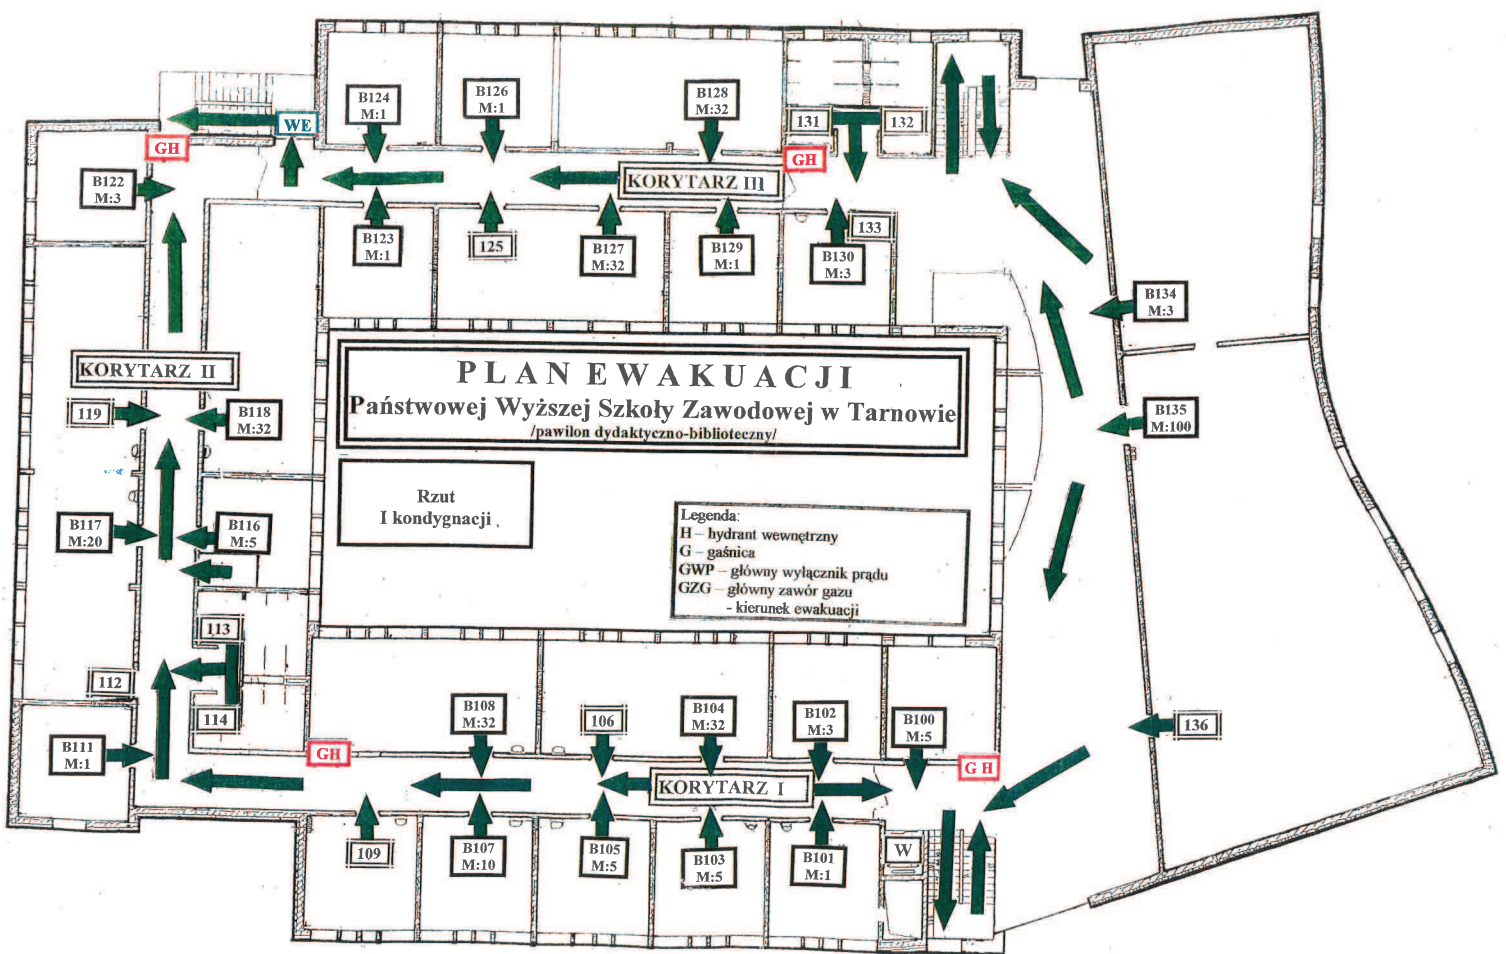 B124
M:1
B126
M:1
B128
M:32
131
132
WE
GH
GH
B122
M:3
KORYTARZ III
B123
M:1
125
B127
M:32
B129
M:1
133
B130
M:3
B134
M:3
KORYTARZ II
119
B118
M:32
PLAN EWAKUACJI
Państwowej Wyższej Szkoły Zawodowej w Tarnowie
/pawilon dydaktyczno-biblioteczny/
B135
M:100
Rzut
I kondygnacji
Legenda:
H – hydrant wewnętrzny
G – gaśnica
GWP – główny wyłącznik prądu
GZG – główny zawór gazu
- kierunek ewakuacji
B117
M:20
B116
M:5
113
112
114
B108
M:32
106
B104
M:32
B102
M:3
B100
M:5
136
B111
M:1
GH
G H
KORYTARZ I
109
B107
M:10
B105
M:5
B103
M:5
B101
M:1
W